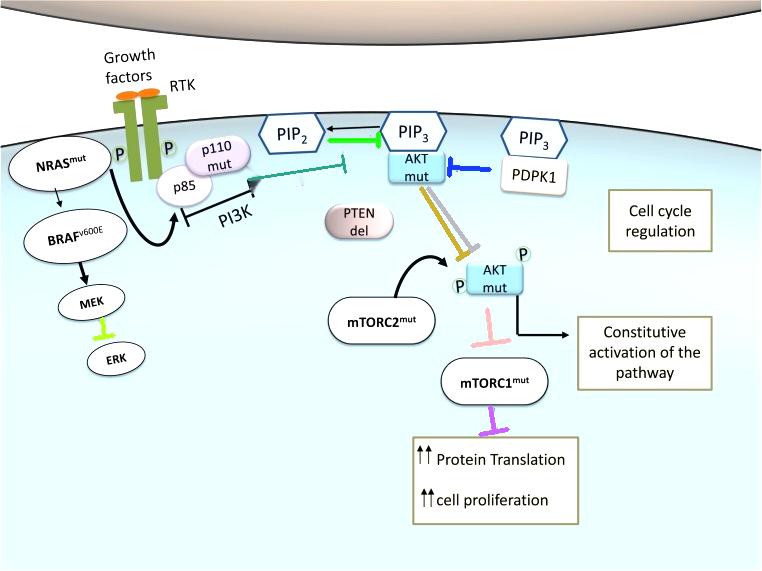 Growth
factors
RTK
PIP2
PIP3
PIP3
NRASmut
P
P
p110
mut
AKT
mut
PDPK1
p85
PI3K
PTEN
del
Cell cycle
regulation
BRAFv600E
P
AKT
mut
P
MEK
mTORC2mut
Constitutive
activation of the
pathway
ERK
mTORC1mut
↑↑ Protein Translation
↑↑ cell proliferation